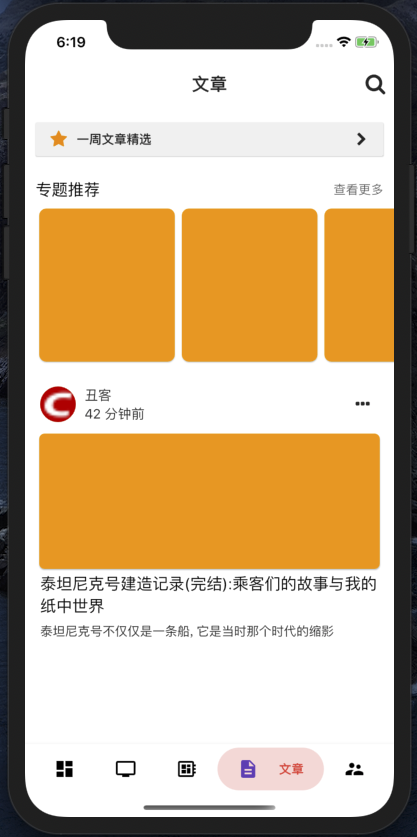 6:19
文章
一周文章精选
专题推荐
查看更多
丑客
42 分钟前
泰坦尼克号建造记录(完结):乘客们的故事与我的
纸中世界
泰坦尼克号不仅仅是一条船, 它是当时那个时代的缩影
文章